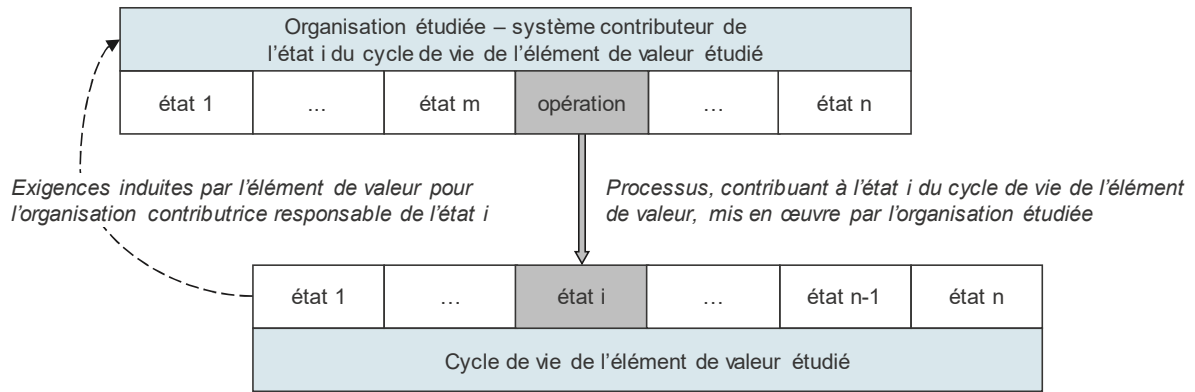 Organisation étudiée – système contributeur de
l’état i du cycle de vie de l’élément de valeur étudié
état 1 ... état m opération ... état n
Exigences induites par l’élément de valeur pour
l’organisation contributrice responsable de l’état i
Processus, contribuant à l’état i du cycle de vie de l’élément
de valeur, mis en œuvre par l’organisation étudiée
état 1 ... état i ... état n-1 état n
Cycle de vie de l’élément de valeur étudié